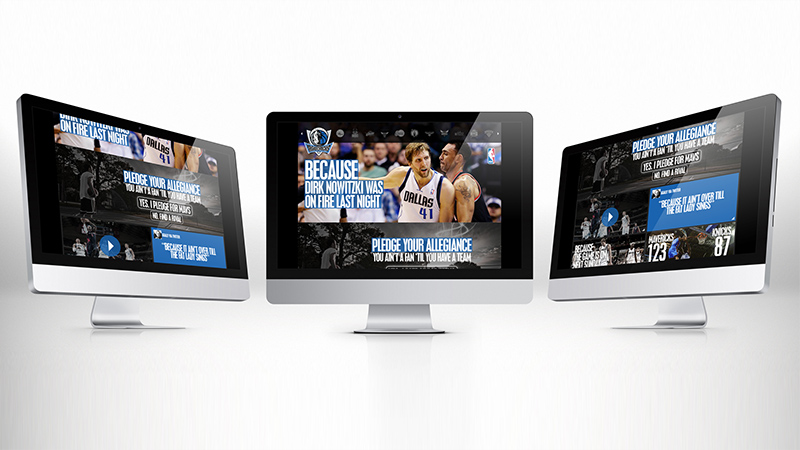 DIRK NOWITZKI WAS
ON FIRE LAST NIGHT
DALLAS
41
PLEDGE YOUR ALLEGIANCE
YOU AIN'T A FAN 'TIL YOU HAVE A TEAM
YES, I PLEDGE FOR MAVS
NO, FIND A RIVAL
"BECAUSE IT AIN'T OVER TILL
THE FAT LADY SINGS"
BECAUSE
DIRK NOWITZKI WAS
ON FIRE LAST NIGHT
DALLAS
41
NBA
PLEDGE YOUR ALLEGIANCE
YOU AIN'T A FAN 'TIL YOU HAVE A TEAM
PLEDGE YOUR ALLEGIANCE
YOU AIN'T A FAN 'TIL YOU HAVE A TEAM
YES, I PLEDGE FOR MAVS
NO, FIND A RIVAL
"BECAUSE IT AIN'T OVER TILL
THE FAT LADY SINGS"
BECAUSE
THE GAME IS ON
NEXT SUNDAY
MAVERICKS
123
KNICKS
87